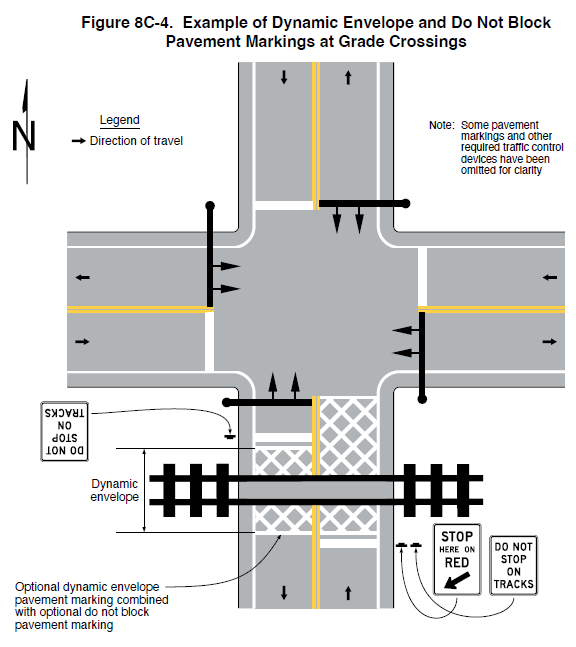 Figure 8C-4. Example of Dynamic Envelope and Do Not Block
Pavement Markings at Grade Crossings
N
Legend
Direction of travel
Note: Some pavement
markings and other
required traffic control
devices have been
omitted for clarity
DO NOT
STOP
ON
TRACKS
Dynamic
envelope
STOP
HERE ON
RED
DO NOT
STOP
ON
TRACKS
Optional dynamic envelope
pavement marking combined
with optional do not block
pavement marking